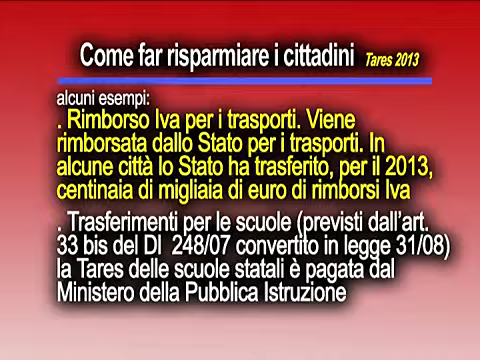 Come far risparmiare i cittadini Tares 2013
alcuni esempi:
. Rimborso Iva per i trasporti. Viene
rimborsata dallo Stato per i trasporti. In
alcune città lo Stato ha trasferito, per il 2013,
centinaia di migliaia di euro di rimborsi Iva
. Trasferimenti per le scuole (previsti dall'art.
33 bis del Dl 248/07 convertito in legge 31/08)
la Tares delle scuole statali è pagata dal
Ministero della Pubblica Istruzione